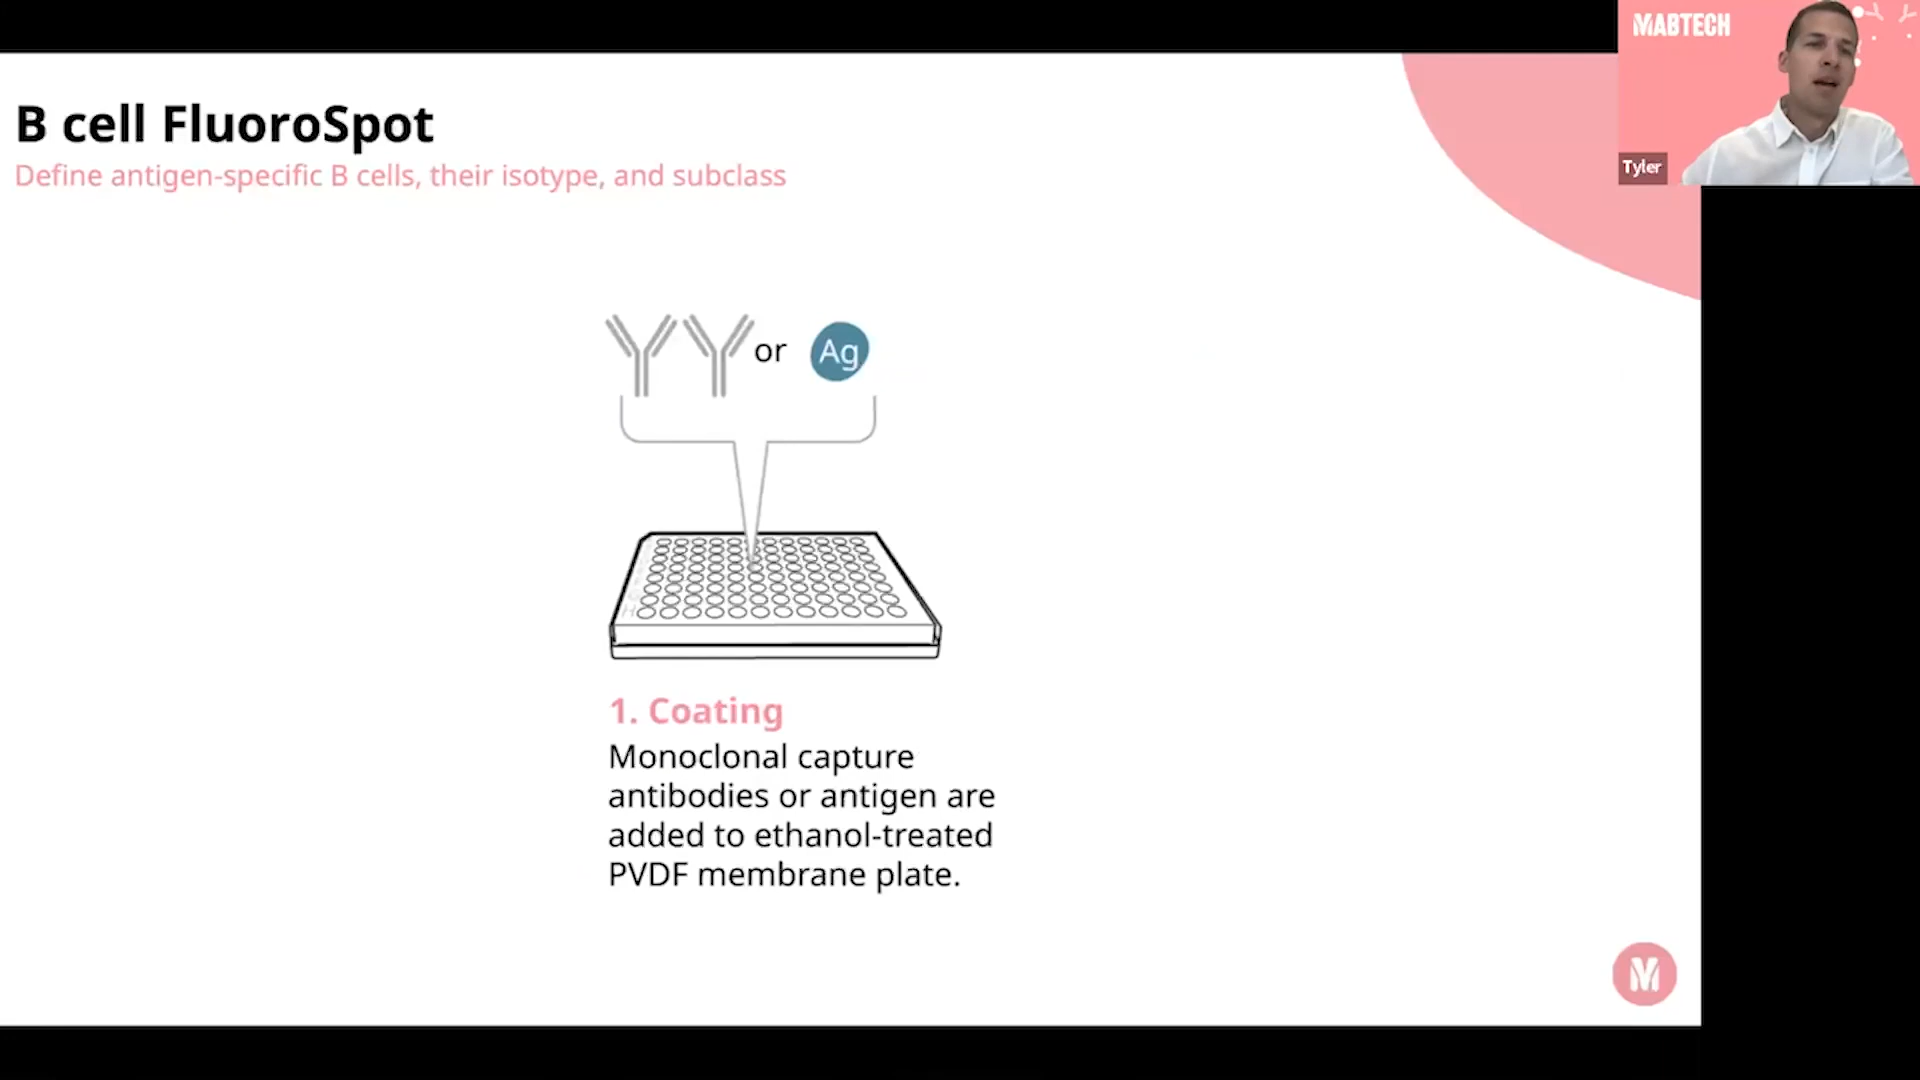 MABTECH
Tyler
B cell FluoroSpot
Define antigen-specific B cells, their isotype, and subclass
or Ag
1. Coating
Monoclonal capture
antibodies or antigen are
added to ethanol-treated
PVDF membrane plate.
M